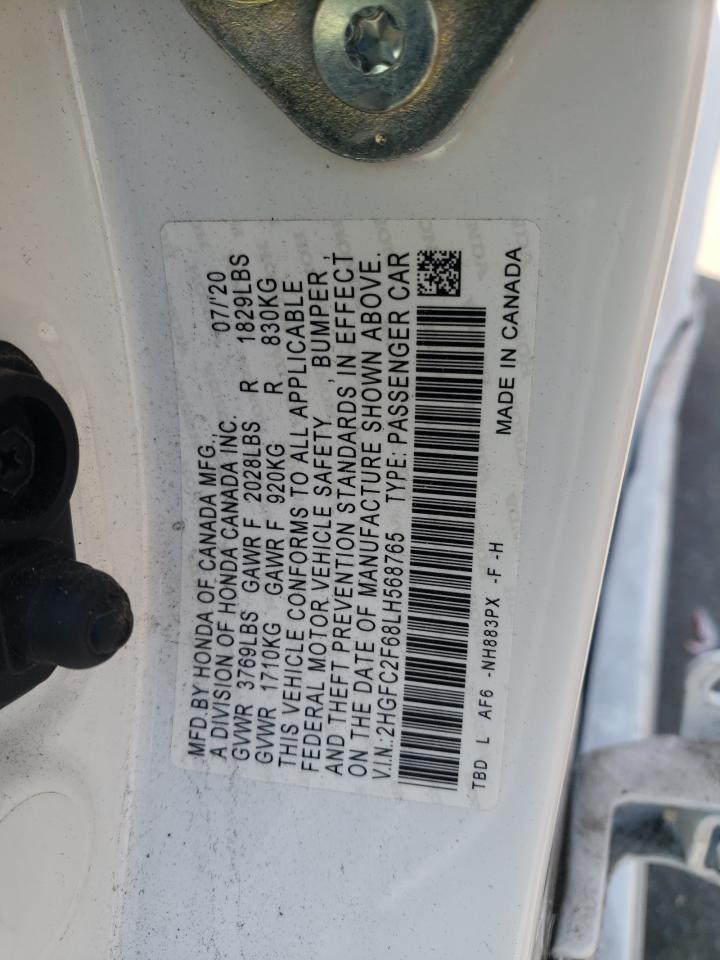 MFD.BY HONDA OF CANADA MFG., 07/'20
A DIVISION OF HONDA CANADA INC.
GVWR 3769LBS GAWR F 2028LBS R 1829LBS
GVWR 1710KG GAWR F 920KG R 830KG
THIS VEHICLE CONFORMS TO ALL APPLICABLE
FEDERAL MOTOR VEHICLE SAFETY , BUMPER ,
AND THEFT PREVENTION STANDARDS IN EFFECT
ON THE DATE OF MANUFACTURE SHOWN ABOVE.
V.I.N.:2HGFC2F68LH568765 TYPE: PASSENGER CAR
TBD L AF6 -NH883PX -F -H
MADE IN CANADA